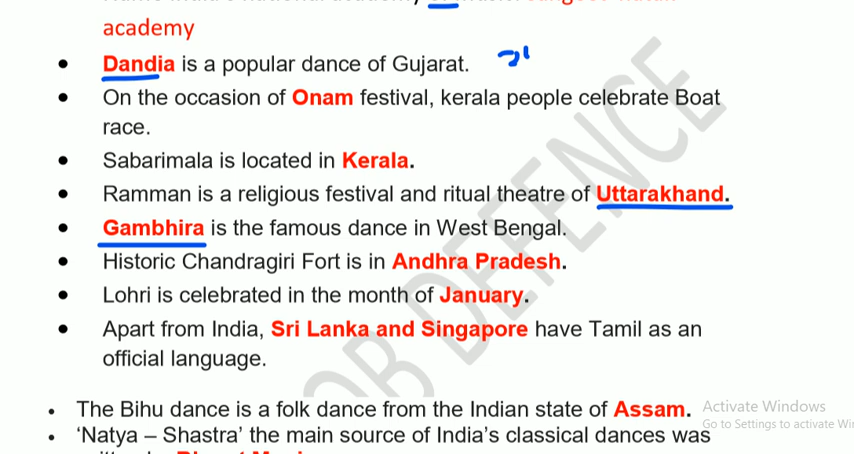 academy
• Dandia is a popular dance of Gujarat.
• On the occasion of Onam festival, kerala people celebrate Boat
race.
• Sabarimala is located in Kerala.
• Ramman is a religious festival and ritual theatre of Uttarakhand.
• Gambhira is the famous dance in West Bengal.
• Historic Chandragiri Fort is in Andhra Pradesh.
• Lohri is celebrated in the month of January.
• Apart from India, Sri Lanka and Singapore have Tamil as an
official language.
• The Bihu dance is a folk dance from the Indian state of Assam.
Activate Windows
Go to Settings to activate
• ‘Natya – Shastra’ the main source of India’s classical dances was
DEFENCE